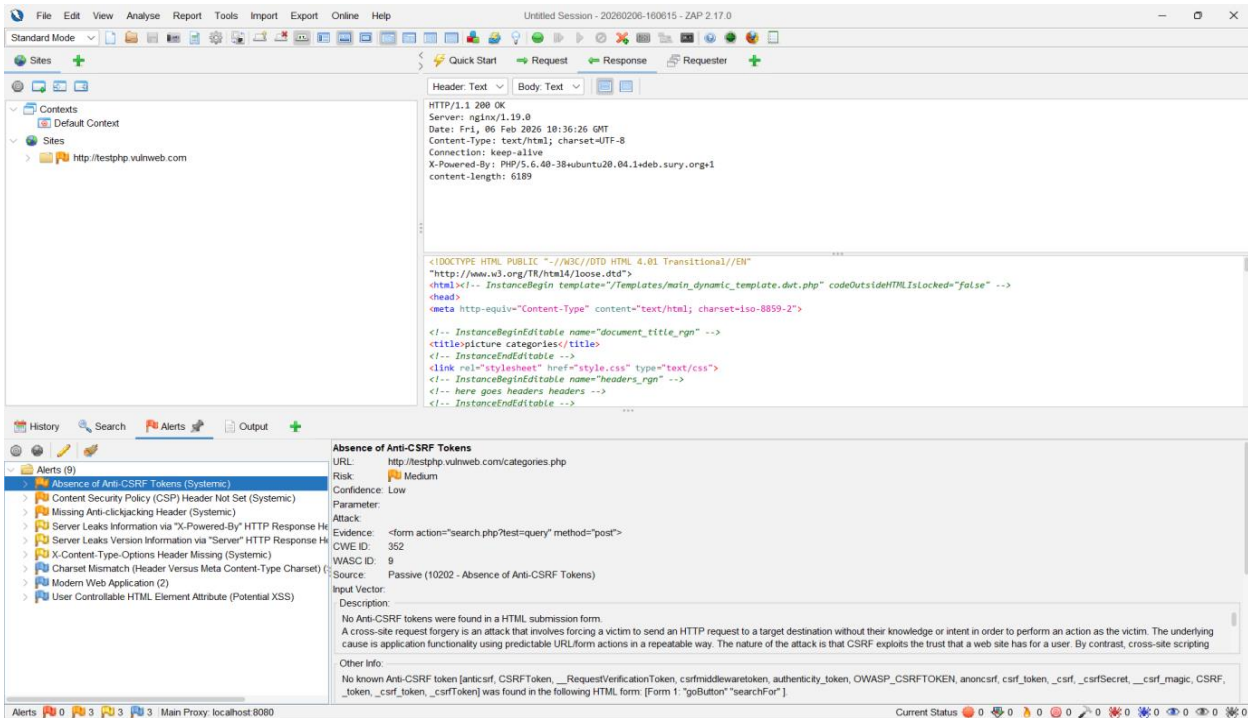 File Edit View Analyse Report Tools Import Export Online Help
Untitled Session - 20260206-160615 - ZAP 2.17.0
Standard Mode
Sites
Quick Start Request Response Requester
Header: Text Body: Text
Contexts
Default Context
Sites
http://testphp.vulnweb.com
HTTP/1.1 200 OK
Server: nginx/1.19.0
Date: Fri, 06 Feb 2026 10:36:26 GMT
Content-Type: text/html; charset=UTF-8
Connection: keep-alive
X-Powered-By: PHP/5.6.40-38+ubuntu20.04.1+deb.sury.org+1
content-length: 6189
<!DOCTYPE HTML PUBLIC "-//W3C//DTD HTML 4.01 Transitional//EN"
"http://www.w3.org/TR/html4/loose.dtd">
<html><!-- InstanceBegin template="/Templates/main_dynamic_template.dwt.php" codeOutsideHTMLIsLocked="false" -->
<head>
<meta http-equiv="Content-Type" content="text/html; charset=iso-8859-2">
<!-- InstanceBeginEditable name="document_title_rgn" -->
<title>picture categories</title>
<!-- InstanceEndEditable -->
<link rel="stylesheet" href="style.css" type="text/css">
<!-- InstanceBeginEditable name="headers_rgn" -->
<!-- here goes headers headers -->
<!-- InstanceEndEditable -->
History Search Alerts Output
Alerts (9)
Absence of Anti-CSRF Tokens (Systemic)
Content Security Policy (CSP) Header Not Set (Systemic)
Missing Anti-clickjacking Header (Systemic)
Server Leaks Information via "X-Powered-By" HTTP Response He
Server Leaks Version Information via "Server" HTTP Response He
X-Content-Type-Options Header Missing (Systemic)
Charset Mismatch (Header Versus Meta Content-Type Charset) (
Modern Web Application (2)
User Controllable HTML Element Attribute (Potential XSS)
Absence of Anti-CSRF Tokens
URL: http://testphp.vulnweb.com/categories.php
Risk: Medium
Confidence: Low
Parameter:
Attack:
Evidence: <form action="search.php?test=query" method="post">
CWE ID: 352
WASC ID: 9
Source: Passive (10202 - Absence of Anti-CSRF Tokens)
Input Vector:
Description:
No Anti-CSRF tokens were found in a HTML submission form.
A cross-site request forgery is an attack that involves forcing a victim to send an HTTP request to a target destination without their knowledge or intent in order to perform an action as the victim. The underlying
cause is application functionality using predictable URL/form actions in a repeatable way. The nature of the attack is that CSRF exploits the trust that a web site has for a user. By contrast, cross-site scripting
Other Info:
No known Anti-CSRF token [anticsrf, CSRFToken, __RequestVerificationToken, csrfmiddlewaretoken, authenticity_token, OWASP_CSRFTOKEN, anoncsrf, csrf_token, _csrf, _csrfSecret, __csrf_magic, CSRF,
_token, _csrf_token, _csrfToken] was found in the following HTML form: [Form 1: "goButton" "searchFor" ].
Alerts 0 3 3 3 Main Proxy: localhost:8080
Current Status 0 0 0 0 0 0 0 0 0 0